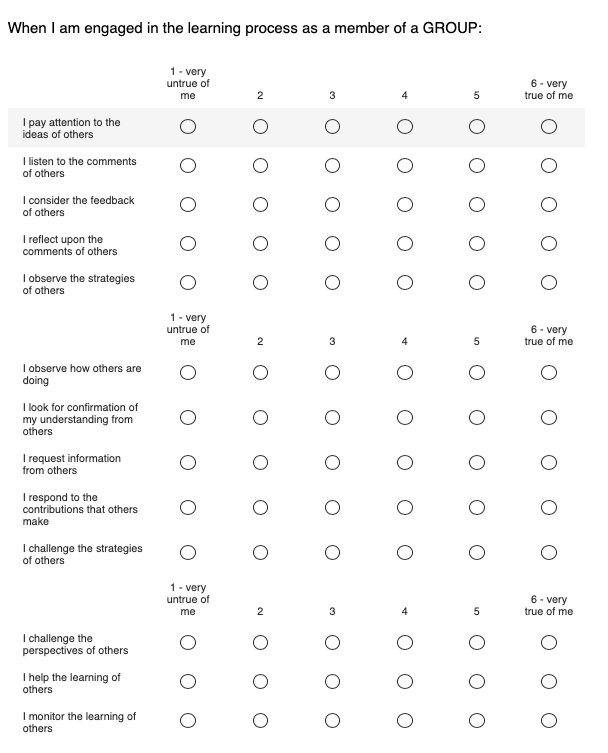 When I am engaged in the learning process as a member of a GROUP:
1 - very
untrue of
me
2
3
4
5
6 - very
true of me
I pay attention to the
ideas of others
I listen to the comments
of others
I consider the feedback
of others
I reflect upon the
comments of others
I observe the strategies
of others
1 - very
untrue of
me
2
3
4
5
6 - very
true of me
I observe how others are
doing
I look for confirmation of
my understanding from
others
I request information
from others
I respond to the
contributions that others
make
I challenge the strategies
of others
1 - very
untrue of
me
2
3
4
5
6 - very
true of me
I challenge the
perspectives of others
I help the learning of
others
I monitor the learning of
others